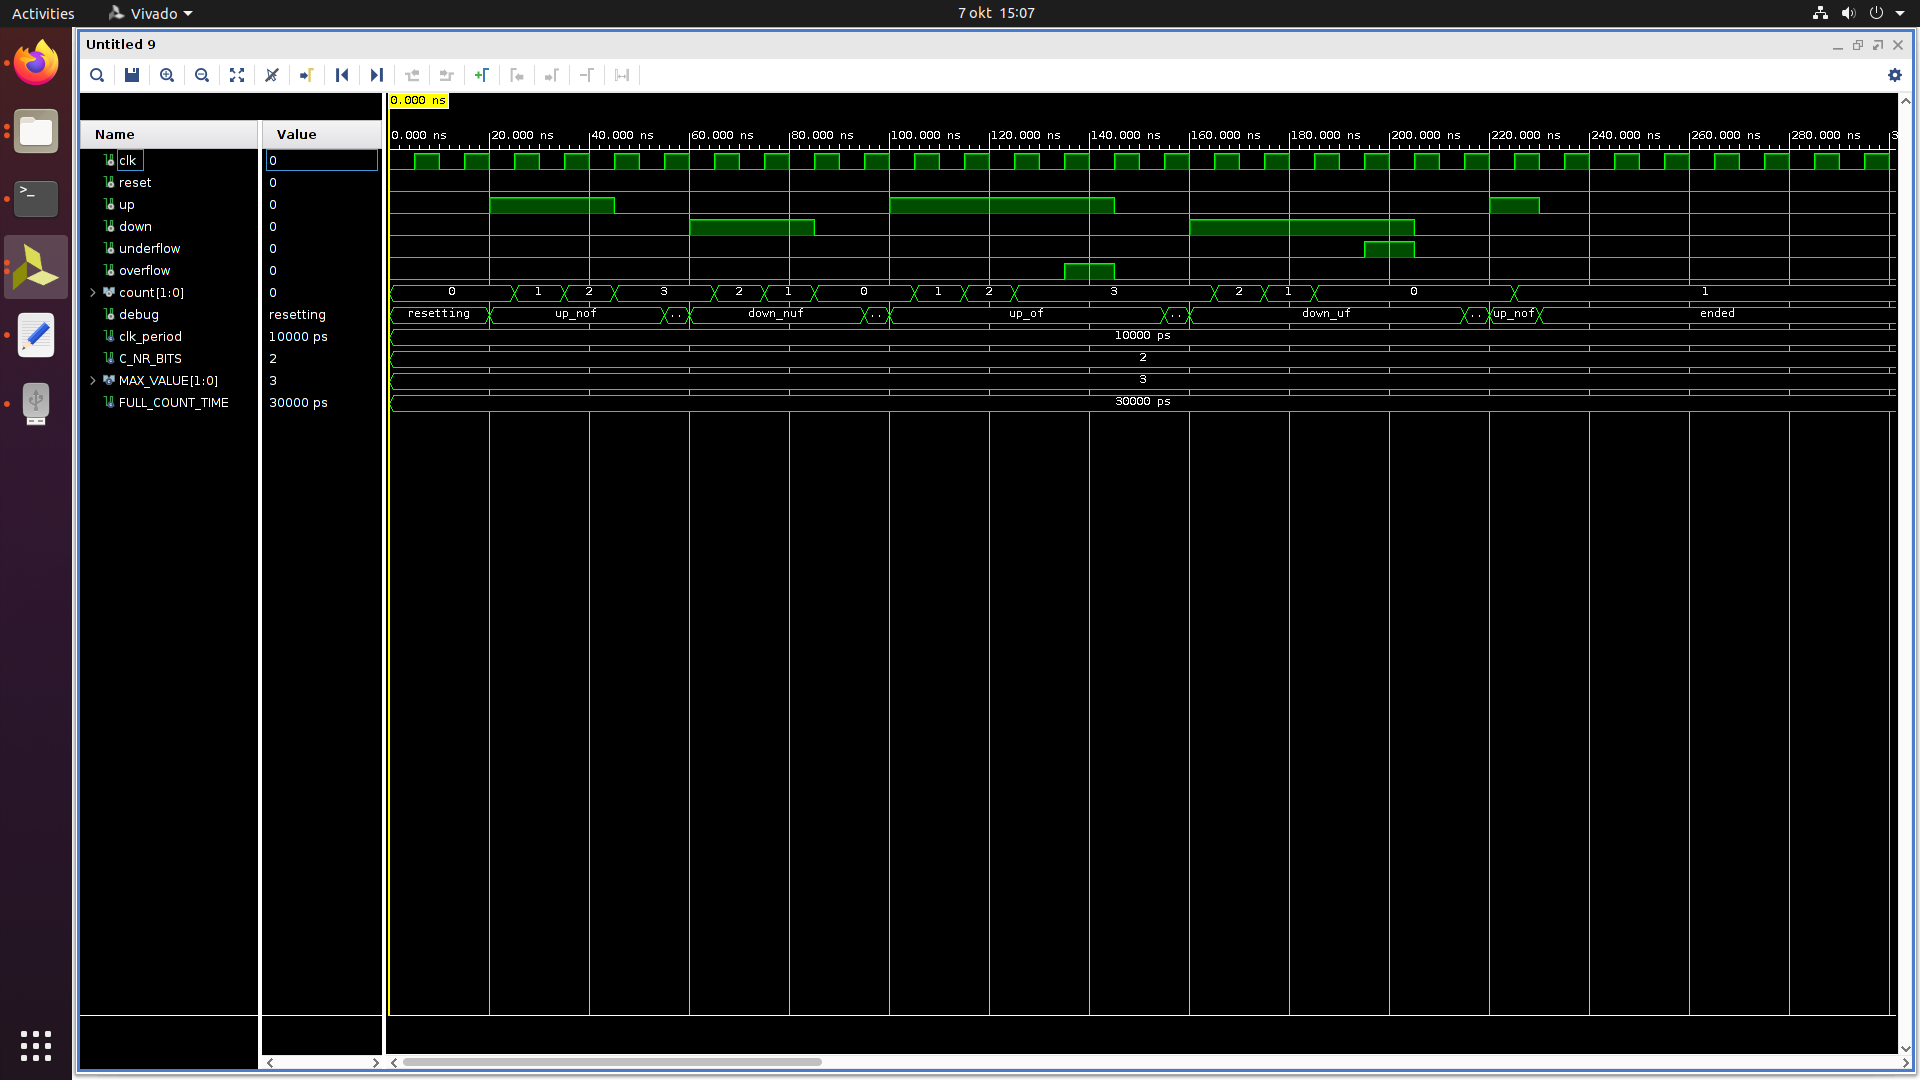 Activities Vivado 7 okt 15:07
Untitled 9
0.000 ns
Name Value 0.000 ns 20.000 ns 40.000 ns 60.000 ns 80.000 ns 100.000 ns 120.000 ns 140.000 ns 160.000 ns 180.000 ns 200.000 ns 220.000 ns 240.000 ns 260.000 ns 280.000 ns 3
clk 0
reset 0
up 0
down 0
underflow 0
overflow 0
count[1:0] 0 0 1 2 3 2 1 0 1 2 3 2 1 0 1
debug resetting resetting up_nof .. down_nuf .. up_of .. down_uf .. up_nof ended
clk_period 10000 ps 10000 ps
C_NR_BITS 2 2
MAX_VALUE[1:0] 3 3
FULL_COUNT_TIME 30000 ps 30000 ps